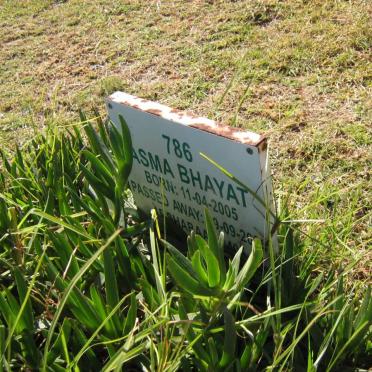 786
ASMA BHAYAT
BORN: 11-04-2005
PASSED AWAY: